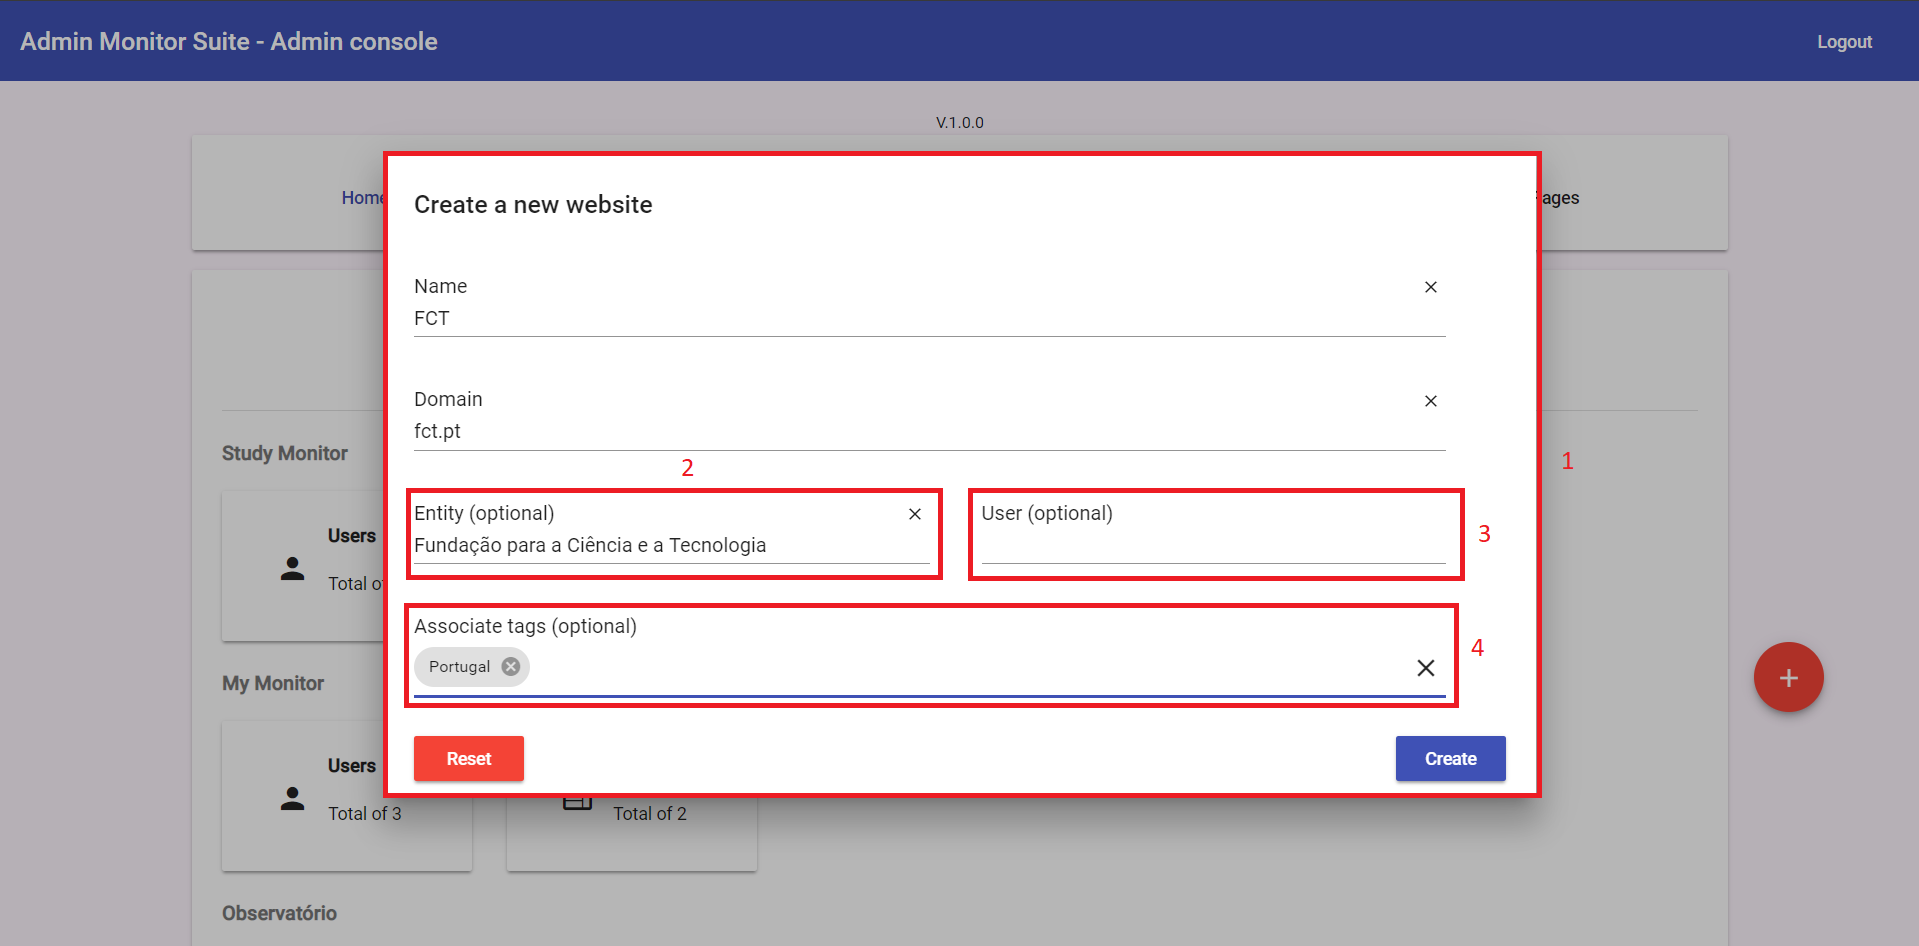 Admin Monitor Suite - Admin console
Logout
V.1.0.0
Home
Create a new website
Name
FCT
Domain
fct.pt
2
1
Entity (optional)
Fundação para a Ciência e a Tecnologia
User (optional)
3
Associate tags (optional)
Portugal
4
Reset
Create
Study Monitor
Users
Total of
My Monitor
Users
Total of 3
Total of 2
Observatório